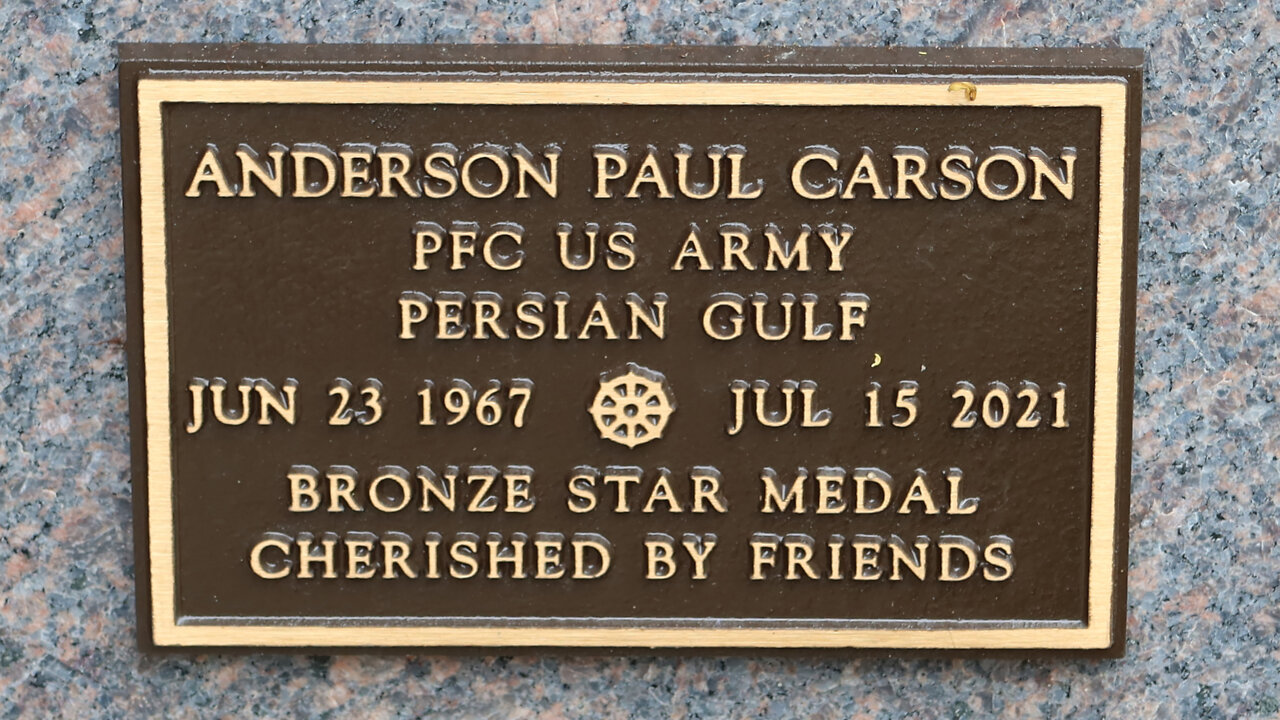 ANDERSON PAUL CARSON
PFC US ARMY
PERSIAN GULF
JUN 23 1967 JUL 15 2021
BRONZE STAR MEDAL
CHERISHED BY FRIENDS